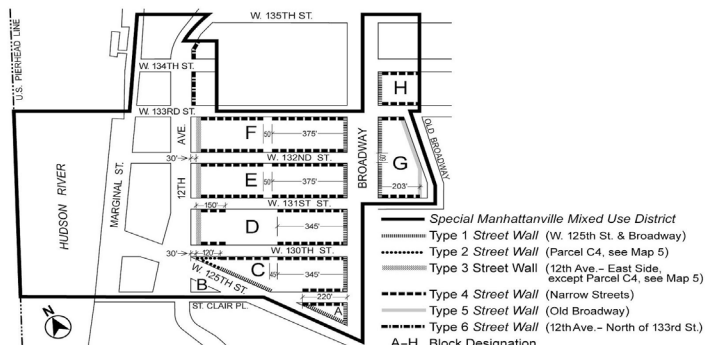 W. 135TH ST.
U.S. PIERHEAD LINE
W. 134TH ST.
H
W. 133RD ST.
AVE.
F
50'
375'
BROADWAY
OLD BROADWAY
30'
W. 132ND ST.
HUDSON RIVER
MARGINAL ST.
12TH
E
50'
375'
50'
G
203'
150'
W. 131ST ST.
D
345'
30'
120'
W. 130TH ST.
W. 125TH ST.
C
45'
345'
B
220'
A
ST. CLAIR PL.
N
Special Manhattanville Mixed Use District
Type 1 Street Wall (W. 125th St. & Broadway)
Type 2 Street Wall (Parcel C4, see Map 5)
Type 3 Street Wall (12th Ave.– East Side,
except Parcel C4, see Map 5)
Type 4 Street Wall (Narrow Streets)
Type 5 Street Wall (Old Broadway)
Type 6 Street Wall (12th Ave.– North of 133rd St.)
A–H Block Designation